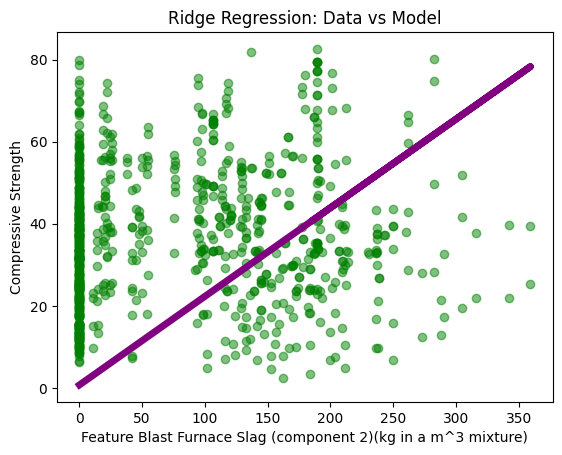 Ridge Regression: Data vs Model
Compressive Strength
80
60
40
20
0
0 50 100 150 200 250 300 350
Feature Blast Furnace Slag (component 2)(kg in a m^3 mixture)